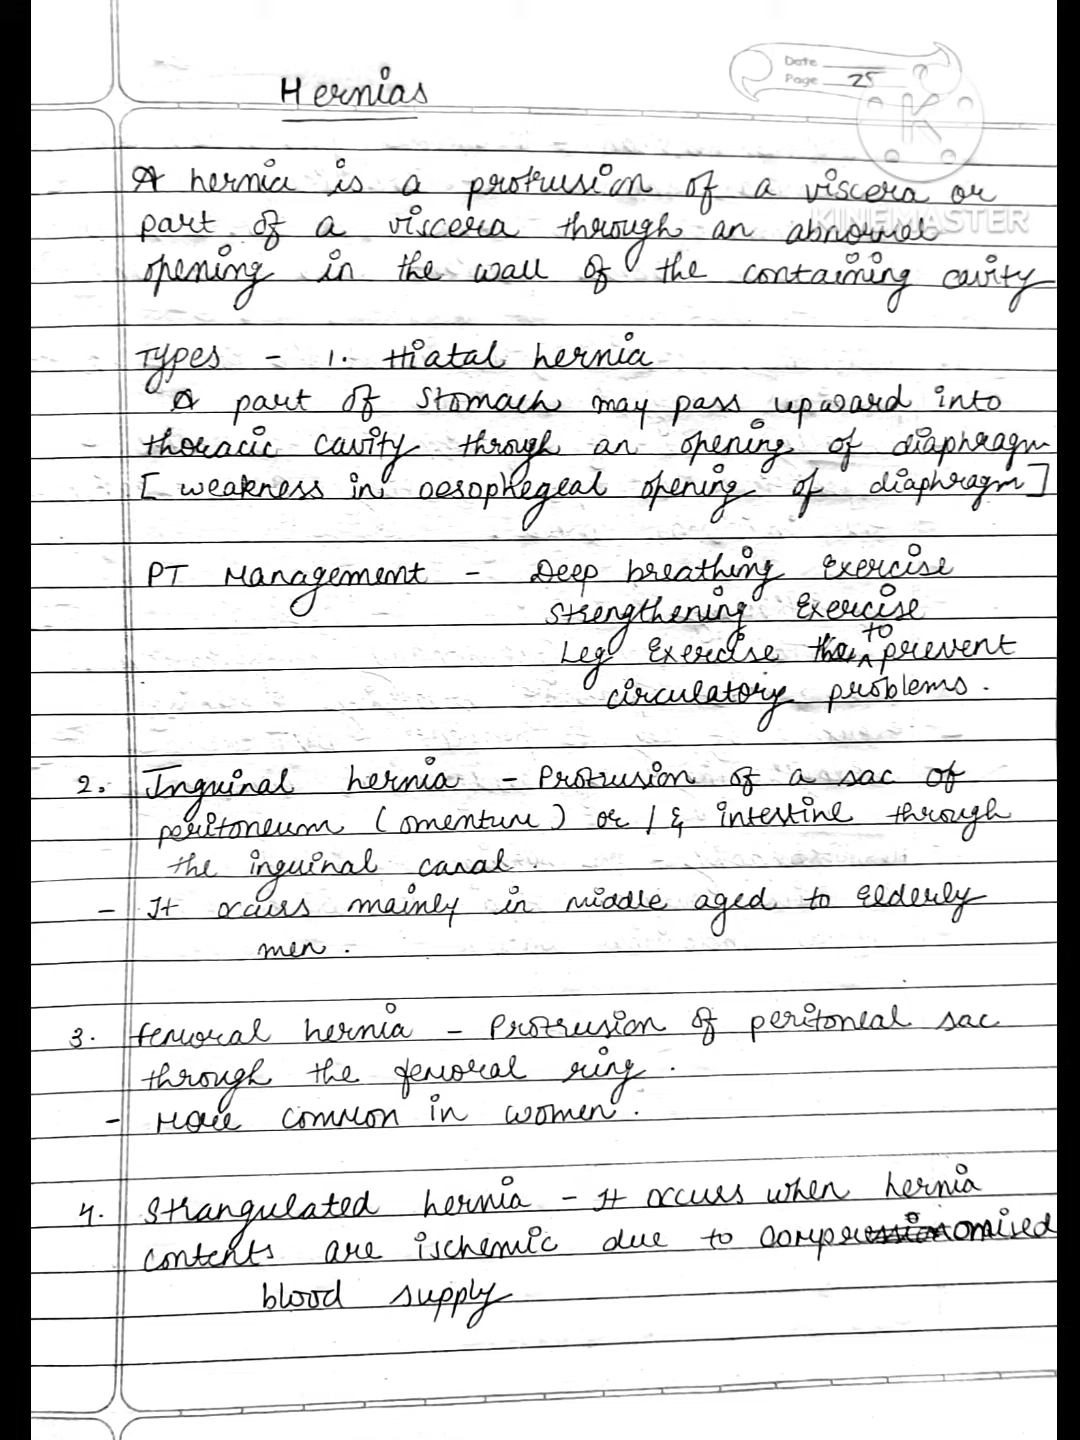 Date
Page 25
Hernias
KINEMASTER
A hernia is a protrusion of a viscera or
part of a viscera through an abnormal
opening in the wall of the containing cavity
Types - 1. Hiatal hernia
A part of stomach may pass upward into
thoracic cavity through an opening of diaphragm
[ weakness in oesophegeal opening of diaphragm ]
PT Management - Deep breathing Exercise
Strengthening Exercise
Leg Exercise to prevent
circulatory problems.
2. Inguinal hernia - Protrusion of a sac of
peritoneum (omentum) or / & intestine through
the inguinal canal.
- It occurs mainly in middle aged to elderly
men.
3. femoral hernia - Protrusion of peritoneal sac
through the femoral ring.
- More common in women.
4. Strangulated hernia - It occurs when hernia
contents are ischemic due to compromised
blood supply